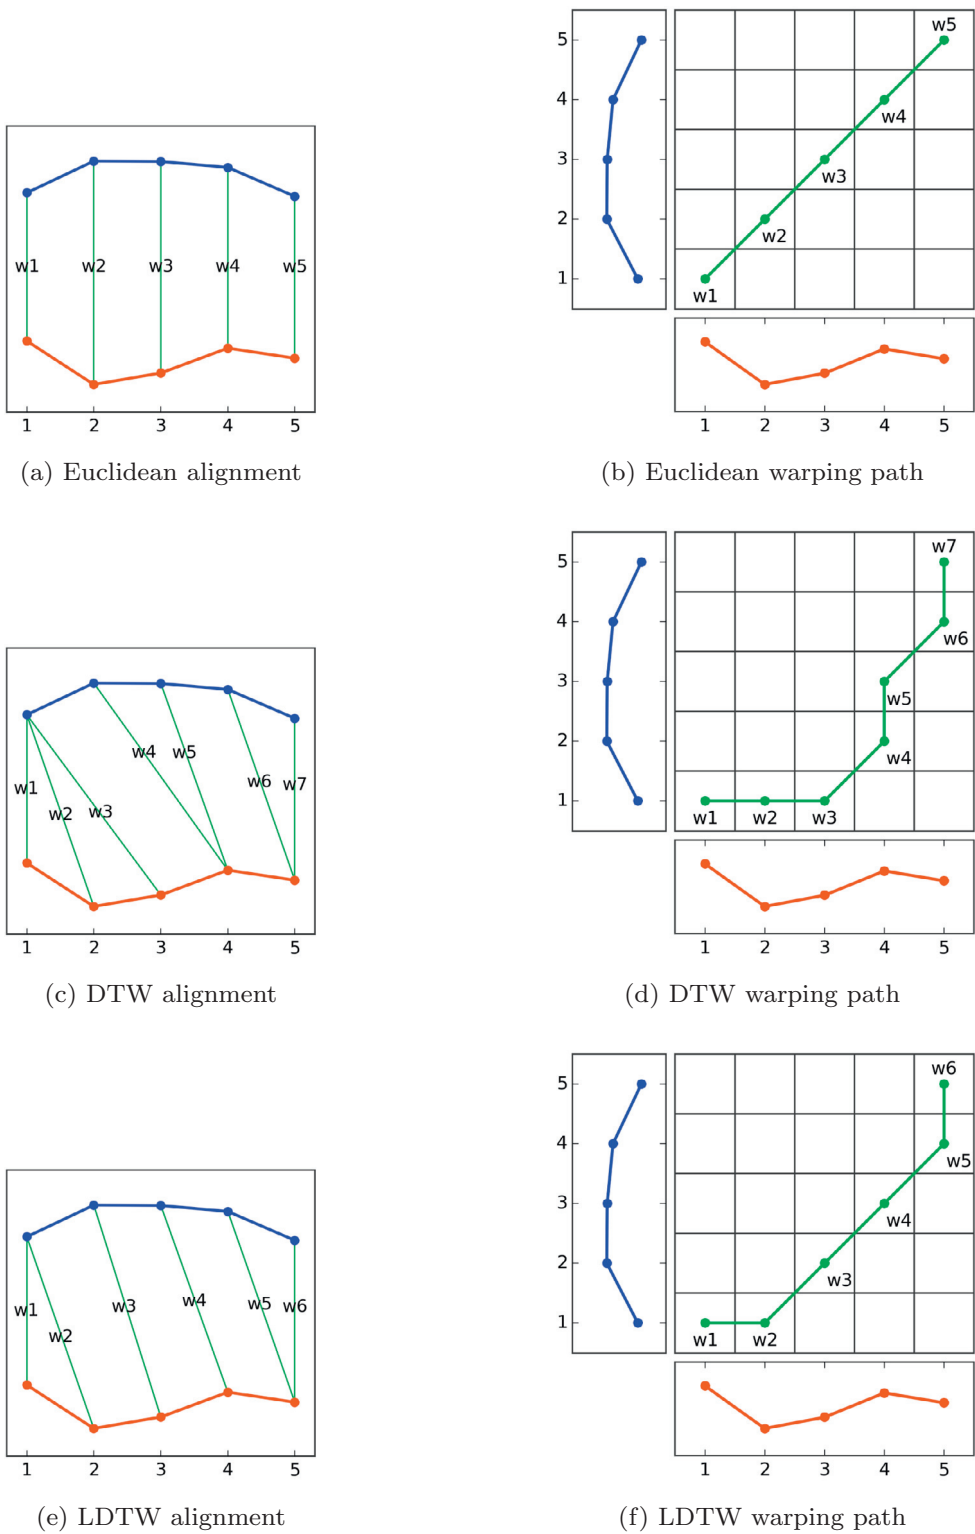 w1 w2 w3 w4 w5
1 2 3 4 5
(a) Euclidean alignment
5
4
3
2
1
w5
w4
w3
w2
w1
1 2 3 4 5
(b) Euclidean warping path
w4 w5
w6 w7
w1
w2 w3
1 2 3 4 5
(c) DTW alignment
5
4
3
2
1
w7
w6
w5
w4
w1 w2 w3
1 2 3 4 5
(d) DTW warping path
w1 w3 w4 w5 w6
w2
1 2 3 4 5
(e) LDTW alignment
5
4
3
2
1
w6
w5
w4
w3
w1 w2
1 2 3 4 5
(f) LDTW warping path